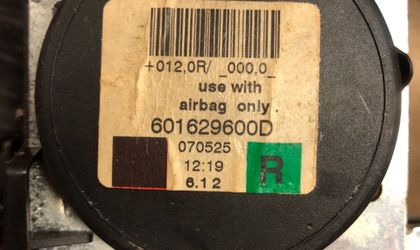 +012,0R/ _000,0_
use with
airbag only.
601629600D
070525
12:19
6.12
R